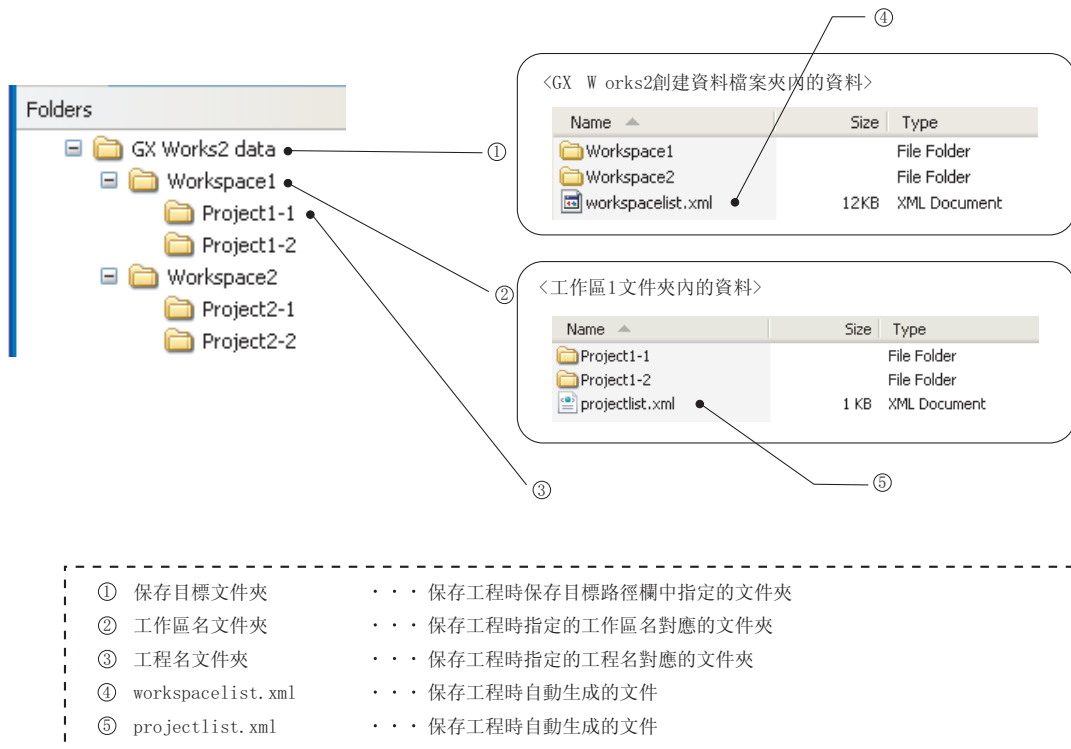 ④
<GX W orks2創建資料檔案夾內的資料>
Name Size Type
Workspace1 File Folder
Workspace2 File Folder
workspacelist.xml 12KB XML Document
Folders
GX Works2 data ①
Workspace1
Project1-1
Project1-2
Workspace2
Project2-1
Project2-2
②
<工作區1文件夾內的資料>
Name Size Type
Project1-1 File Folder
Project1-2 File Folder
projectlist.xml 1 KB XML Document
③
⑤
① 保存目標文件夾 ・・・ 保存工程時保存目標路徑欄中指定的文件夾
② 工作區名文件夾 ・・・ 保存工程時指定的工作區名對應的文件夾
③ 工程名文件夾 ・・・ 保存工程時指定的工程名對應的文件夾
④ workspacelist.xml ・・・ 保存工程時自動生成的文件
⑤ projectlist.xml ・・・ 保存工程時自動生成的文件